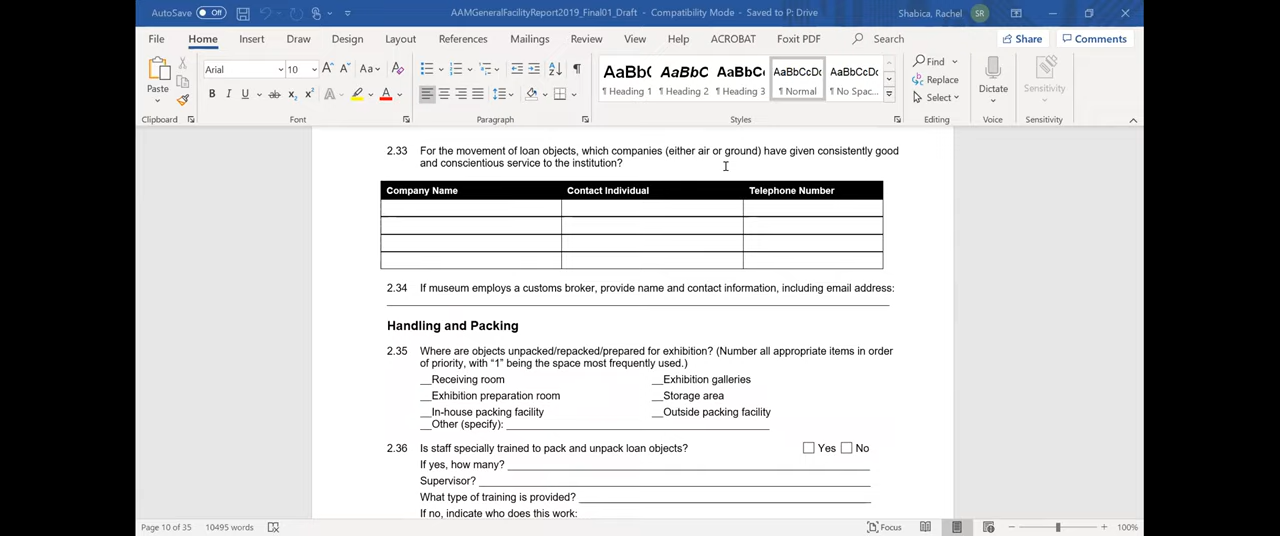 AutoSave Off AAMGeneralFacilityReport2019_Final01_Draft - Compatibility Mode - Saved to P: Drive Shabica, Rachel SR
File Home Insert Draw Design Layout References Mailings Review View Help ACROBAT Foxit PDF Search Share Comments
Paste Arial 10 Aa AaBbC AaBbC AaBbCc AaBbCcDc AaBbCcDc Find Dictate Sensitivity
B I U ab x₂ x² A A ¶ Heading 1 ¶ Heading 2 ¶ Heading 3 ¶ Normal ¶ No Spac... Replace
Select
Clipboard Font Paragraph Styles Editing Voice Sensitivity
2.33 For the movement of loan objects, which companies (either air or ground) have given consistently good
and conscientious service to the institution?
Company Name Contact Individual Telephone Number
2.34 If museum employs a customs broker, provide name and contact information, including email address:
Handling and Packing
2.35 Where are objects unpacked/repacked/prepared for exhibition? (Number all appropriate items in order
of priority, with “1” being the space most frequently used.)
__Receiving room __Exhibition galleries
__Exhibition preparation room __Storage area
__In-house packing facility __Outside packing facility
__Other (specify):
2.36 Is staff specially trained to pack and unpack loan objects? Yes No
If yes, how many?
Supervisor?
What type of training is provided?
If no, indicate who does this work:
Page 10 of 35 10495 words Focus 100%